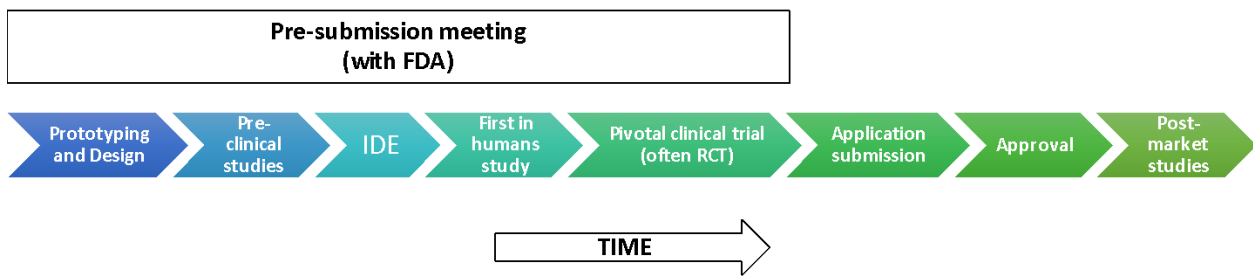 Pre-submission meeting
(with FDA)
Prototyping
and Design
Pre-
clinical
studies
IDE
First in
humans
study
Pivotal clinical trial
(often RCT)
Application
submission
Approval
Post-
market
studies
TIME